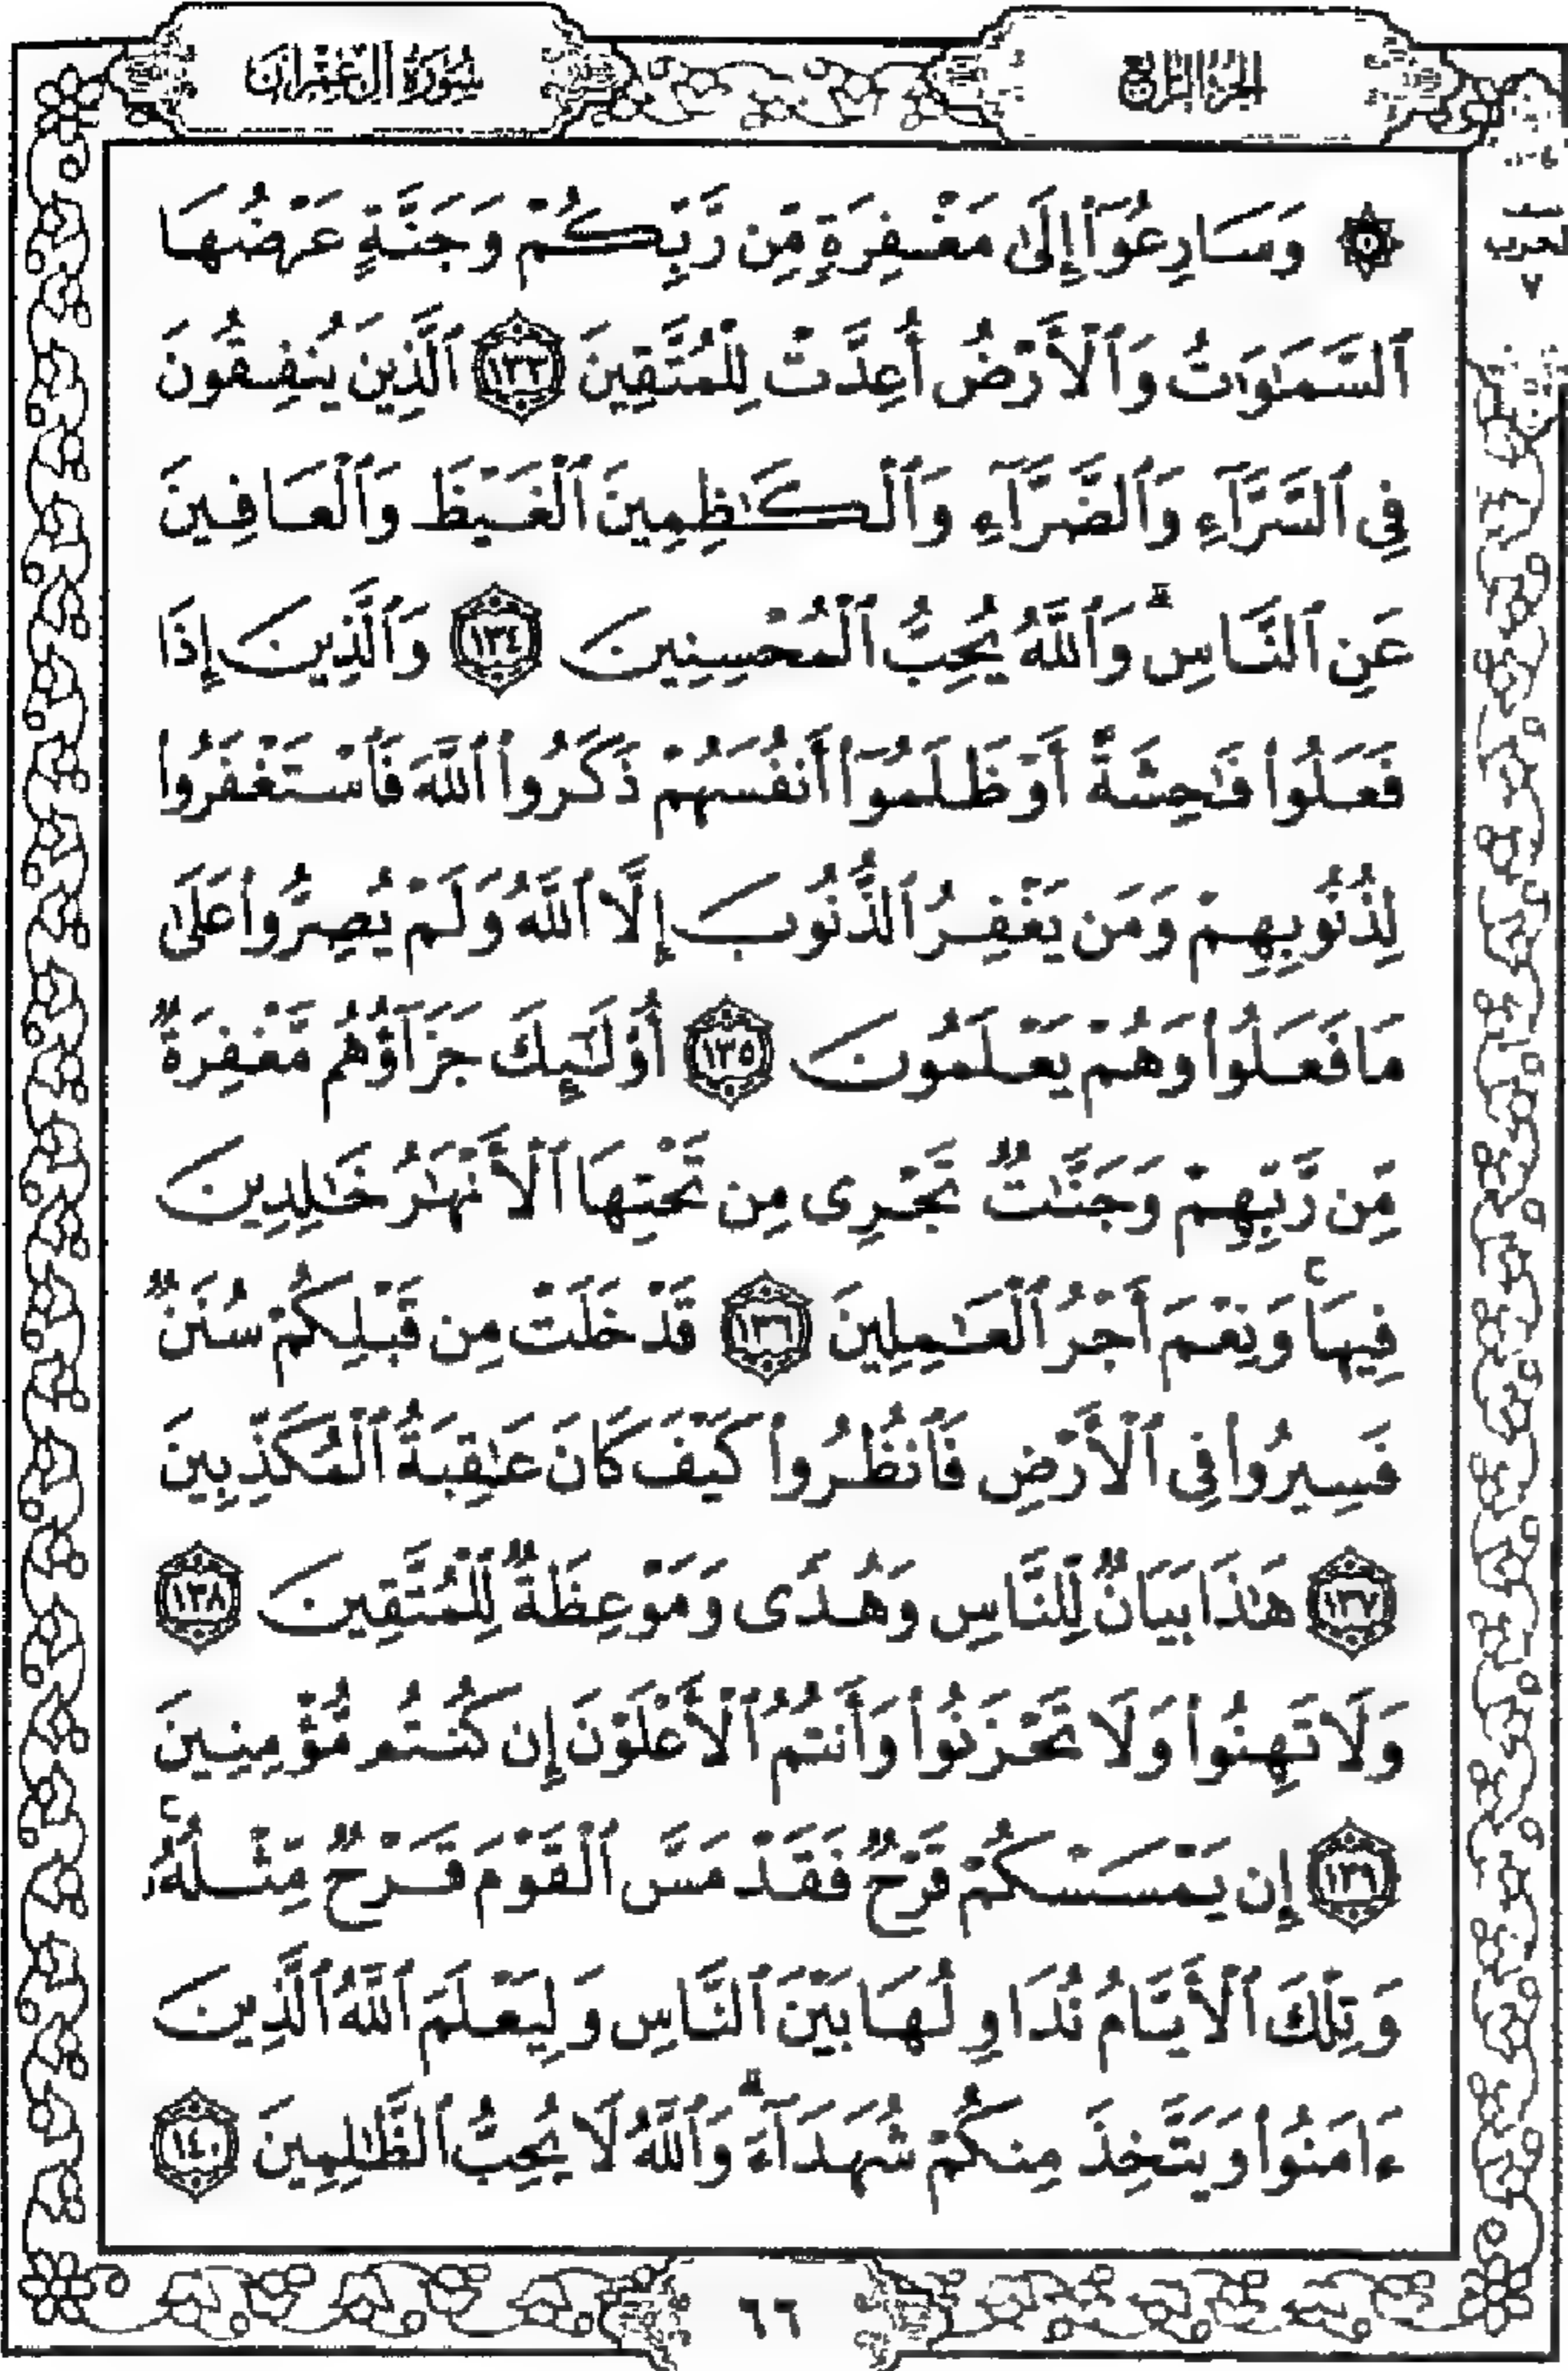 الجزء الرابع
سورة آل عمران
۞ وَسَارِعُوٓا۟ إِلَىٰ مَغْفِرَةٍ مِّن رَّبِّكُمْ وَجَنَّةٍ عَرْضُهَا
ٱلسَّمَـٰوَٰتُ وَٱلْأَرْضُ أُعِدَّتْ لِلْمُتَّقِينَ ١٣٣ ٱلَّذِينَ يُنفِقُونَ
فِى ٱلسَّرَّآءِ وَٱلضَّرَّآءِ وَٱلْكَـٰظِمِينَ ٱلْغَيْظَ وَٱلْعَافِينَ
عَنِ ٱلنَّاسِ ۗ وَٱللَّهُ يُحِبُّ ٱلْمُحْسِنِينَ ١٣٤ وَٱلَّذِينَ إِذَا
فَعَلُوا۟ فَـٰحِشَةً أَوْ ظَلَمُوٓا۟ أَنفُسَهُمْ ذَكَرُوا۟ ٱللَّهَ فَٱسْتَغْفَرُوا۟
لِذُنُوبِهِمْ وَمَن يَغْفِرُ ٱلذُّنُوبَ إِلَّا ٱللَّهُ وَلَمْ يُصِرُّوا۟ عَلَىٰ
مَا فَعَلُوا۟ وَهُمْ يَعْلَمُونَ ١٣٥ أُو۟لَـٰٓئِكَ جَزَآؤُهُم مَّغْفِرَةٌ
مِّن رَّبِّهِمْ وَجَنَّـٰتٌ تَجْرِى مِن تَحْتِهَا ٱلْأَنْهَـٰرُ خَـٰلِدِينَ
فِيهَا ۚ وَنِعْمَ أَجْرُ ٱلْعَـٰمِلِينَ ١٣٦ قَدْ خَلَتْ مِن قَبْلِكُمْ سُنَنٌ
فَسِيرُوا۟ فِى ٱلْأَرْضِ فَٱنظُرُوا۟ كَيْفَ كَانَ عَـٰقِبَةُ ٱلْمُكَذِّبِينَ
١٣٧ هَـٰذَا بَيَانٌ لِّلنَّاسِ وَهُدًى وَمَوْعِظَةٌ لِّلْمُتَّقِينَ ١٣٨
وَلَا تَهِنُوا۟ وَلَا تَحْزَنُوا۟ وَأَنتُمُ ٱلْأَعْلَوْنَ إِن كُنتُم مُّؤْمِنِينَ
١٣٩ إِن يَمْسَسْكُمْ قَرْحٌ فَقَدْ مَسَّ ٱلْقَوْمَ قَرْحٌ مِّثْلُهُۥ ۚ
وَتِلْكَ ٱلْأَيَّامُ نُدَاوِلُهَا بَيْنَ ٱلنَّاسِ وَلِيَعْلَمَ ٱللَّهُ ٱلَّذِينَ
ءَامَنُوا۟ وَيَتَّخِذَ مِنكُمْ شُهَدَآءَ ۗ وَٱللَّهُ لَا يُحِبُّ ٱلظَّـٰلِمِينَ ١٤٠
الحزب
٧
٦٦